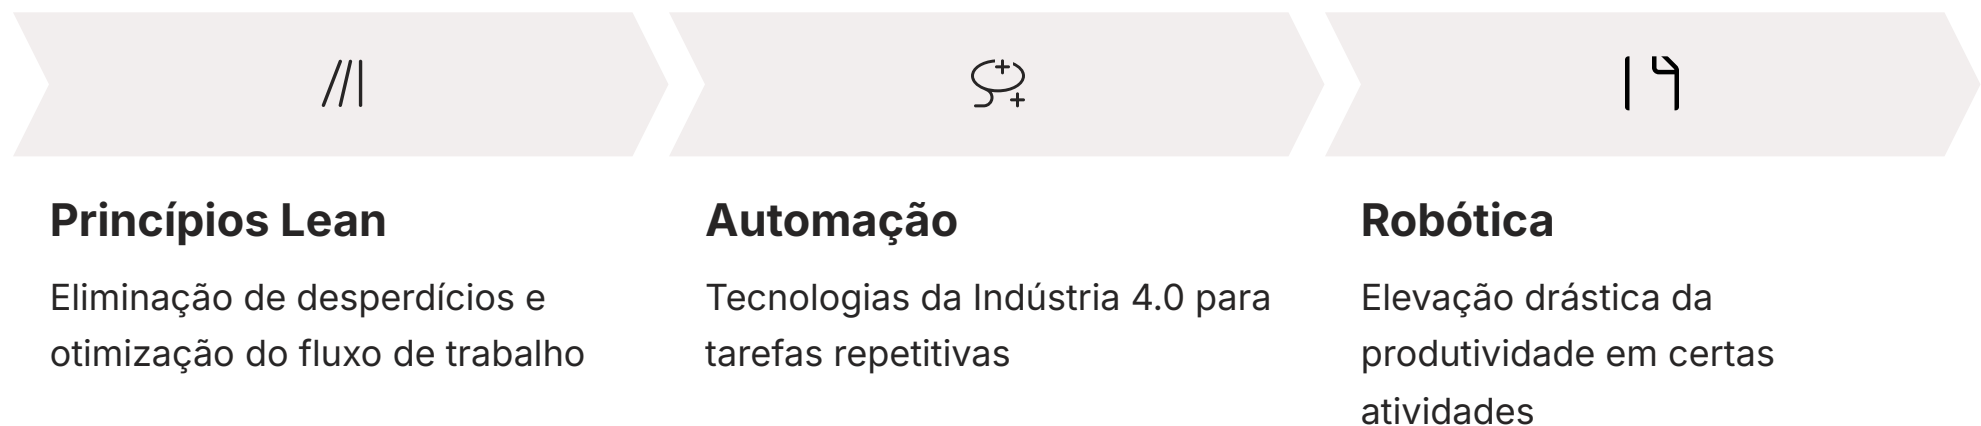 Princípios Lean
Eliminação de desperdícios e
otimização do fluxo de trabalho
Automação
Tecnologias da Indústria 4.0 para
tarefas repetitivas
Robótica
Elevação drástica da
produtividade em certas
atividades